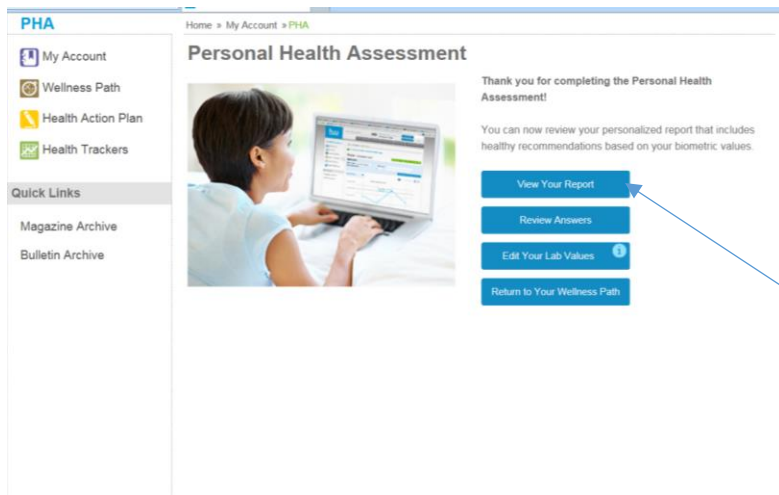 PHA
Home » My Account » PHA
My Account
Wellness Path
Health Action Plan
Health Trackers
Quick Links
Magazine Archive
Bulletin Archive
Personal Health Assessment
Thank you for completing the Personal Health
Assessment!
You can now review your personalized report that includes
healthy recommendations based on your biometric values.
View Your Report
Review Answers
Edit Your Lab Values
Return to Your Wellness Path